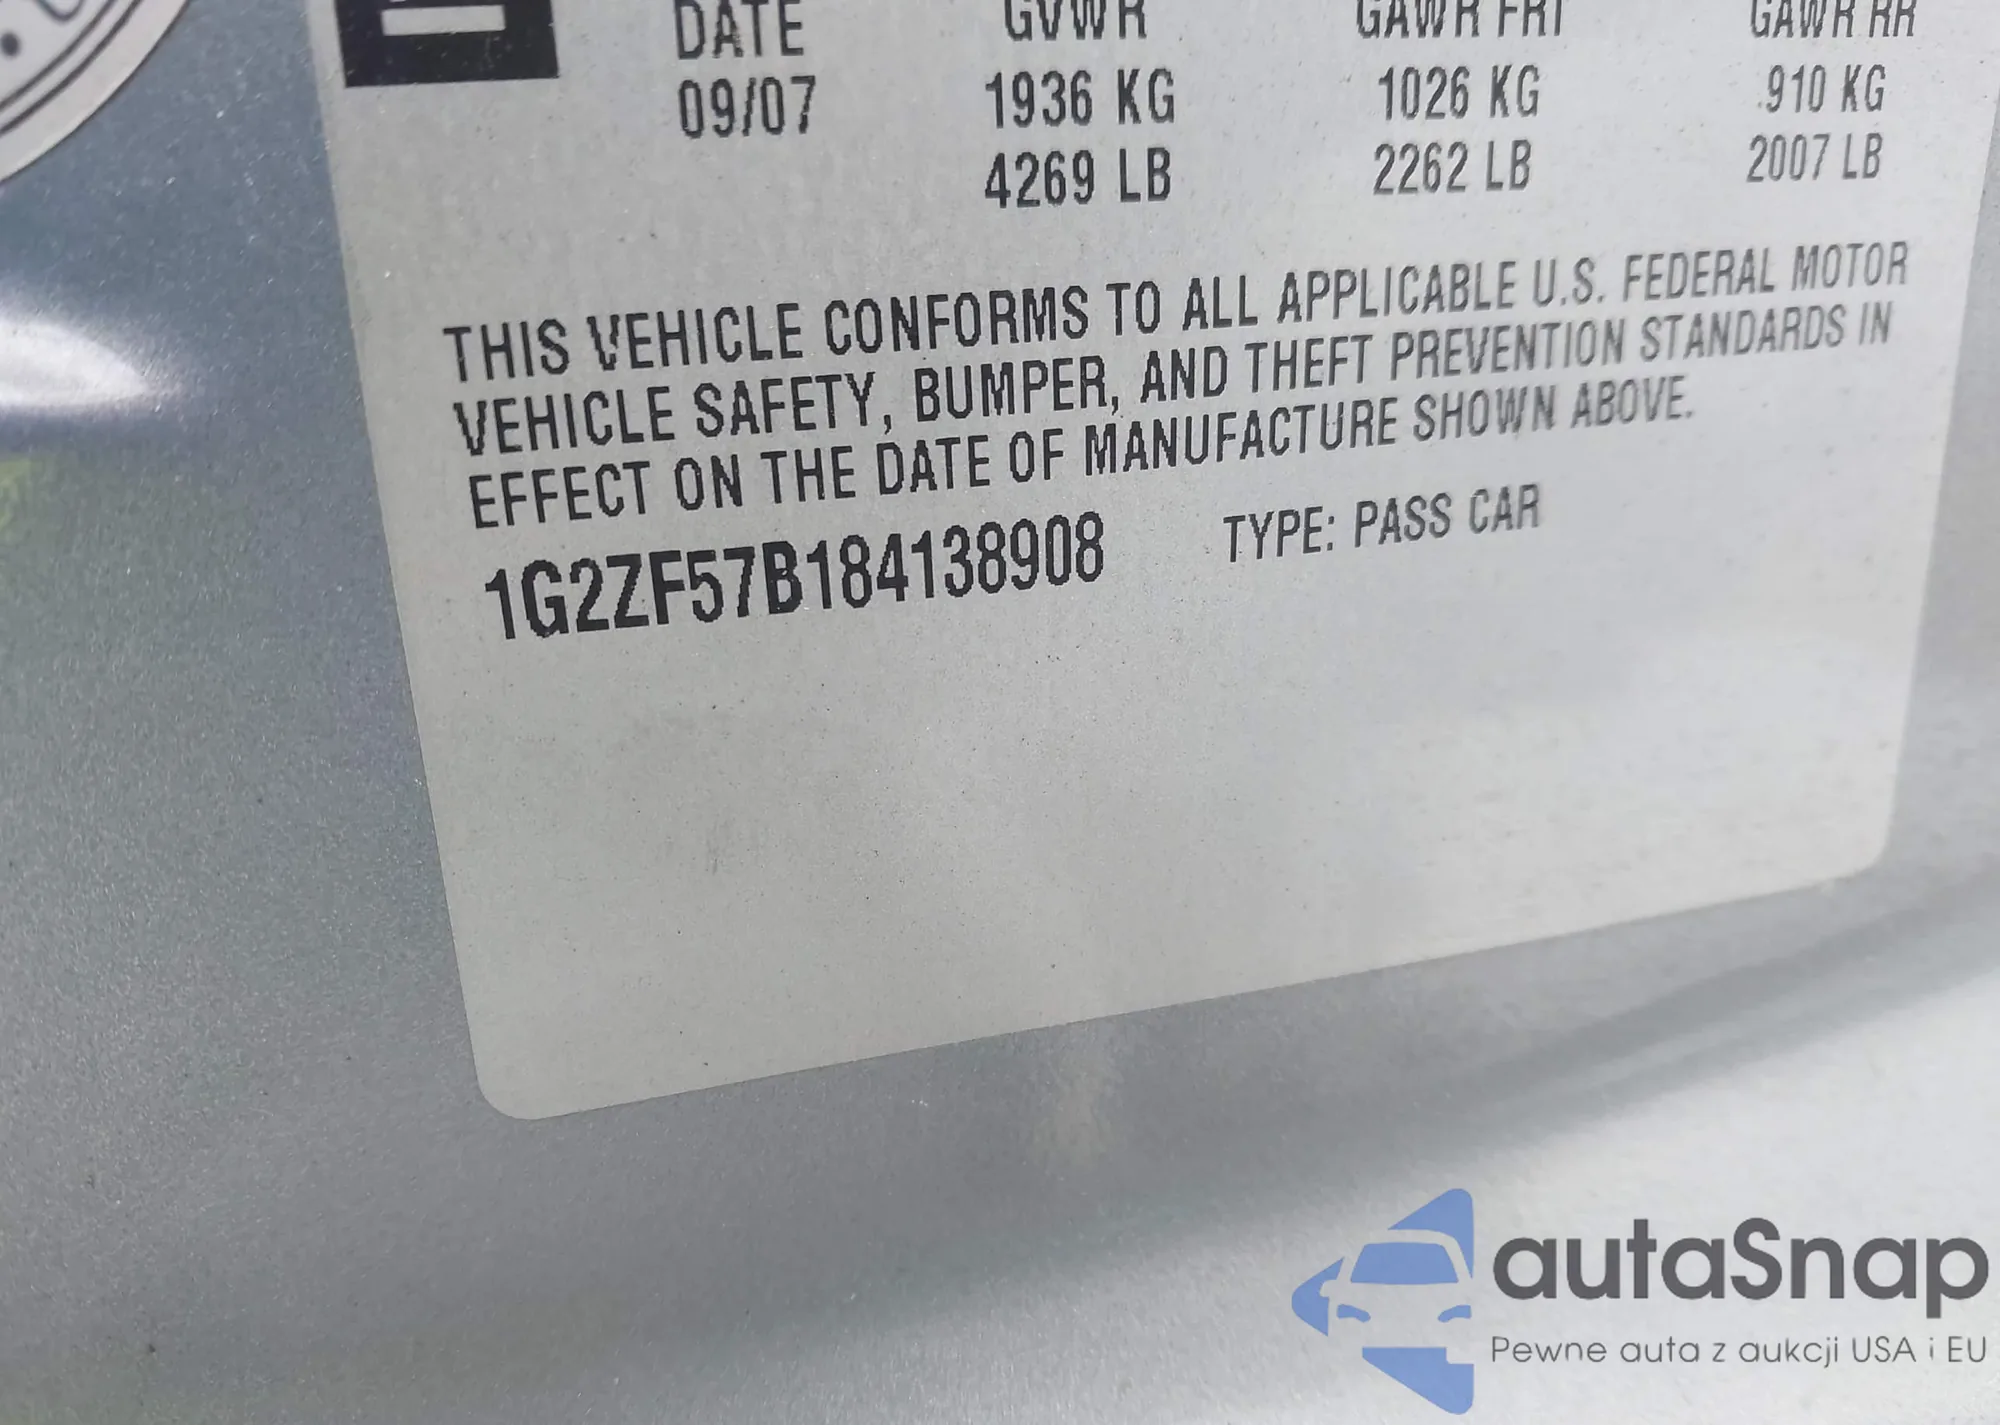 DATE GVWR GAWR FRT GAWR RR
09/07 1936 KG 1026 KG 910 KG
4269 LB 2262 LB 2007 LB
THIS VEHICLE CONFORMS TO ALL APPLICABLE U.S. FEDERAL MOTOR
VEHICLE SAFETY, BUMPER, AND THEFT PREVENTION STANDARDS IN
EFFECT ON THE DATE OF MANUFACTURE SHOWN ABOVE.
1G2ZF57B184138908 TYPE: PASS CAR
autaSnap
Pewne auta z aukcji USA i EU